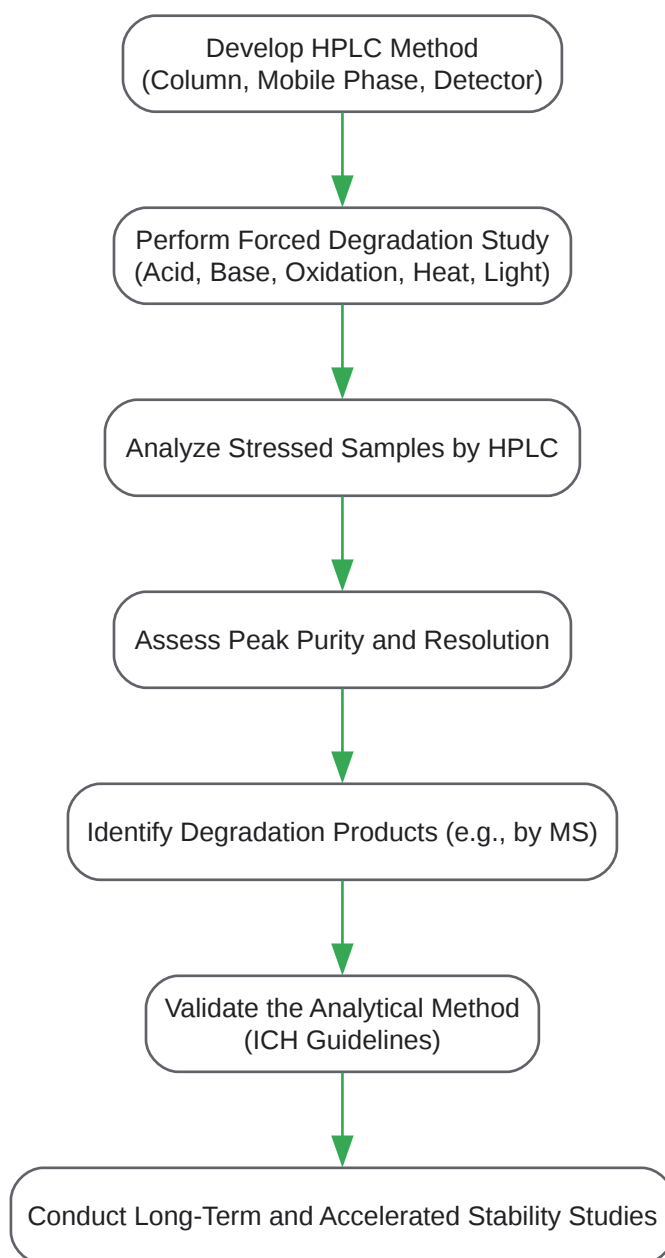 Develop HPLC Method
(Column, Mobile Phase, Detector)
Perform Forced Degradation Study
(Acid, Base, Oxidation, Heat, Light)
Analyze Stressed Samples by HPLC
Assess Peak Purity and Resolution
Identify Degradation Products (e.g., by MS)
Validate the Analytical Method
(ICH Guidelines)
Conduct Long-Term and Accelerated Stability Studies